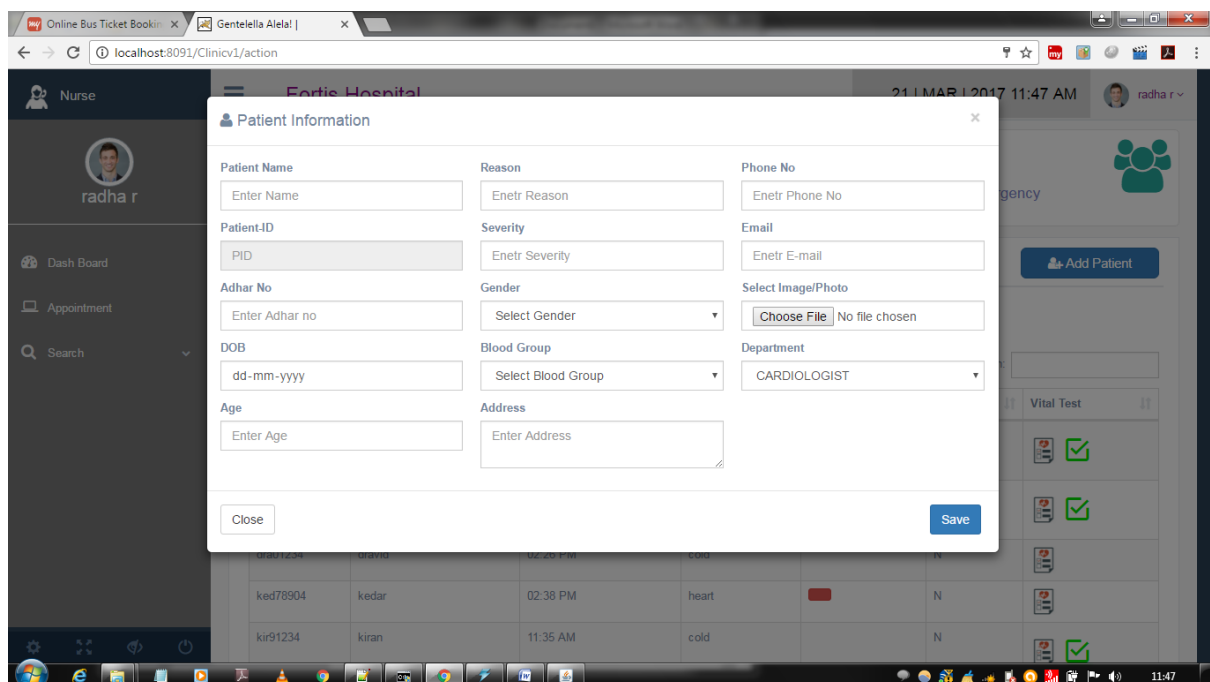 Online Bus Ticket Bookin
Gentelella Alela! |
localhost:8091/Clinicv1/action
my
Nurse
Fortis Hospital
21 | MAR | 2017 11:47 AM
radha r
radha r
Dash Board
Appointment
Search
Patient Information
×
Patient Name
Reason
Phone No
Enter Name
Enetr Reason
Enetr Phone No
Patient-ID
Severity
Email
PID
Enetr Severity
Enetr E-mail
Adhar No
Gender
Select Image/Photo
Enter Adhar no
Select Gender
Choose File No file chosen
DOB
Blood Group
Department
dd-mm-yyyy
Select Blood Group
CARDIOLOGIST
Age
Address
Enter Age
Enter Address
Close
Save
gency
Add Patient
Vital Test
dra01234 dravid 02:26 PM cold N
ked78904 kedar 02:38 PM heart N
kir91234 kiran 11:35 AM cold N
11:47